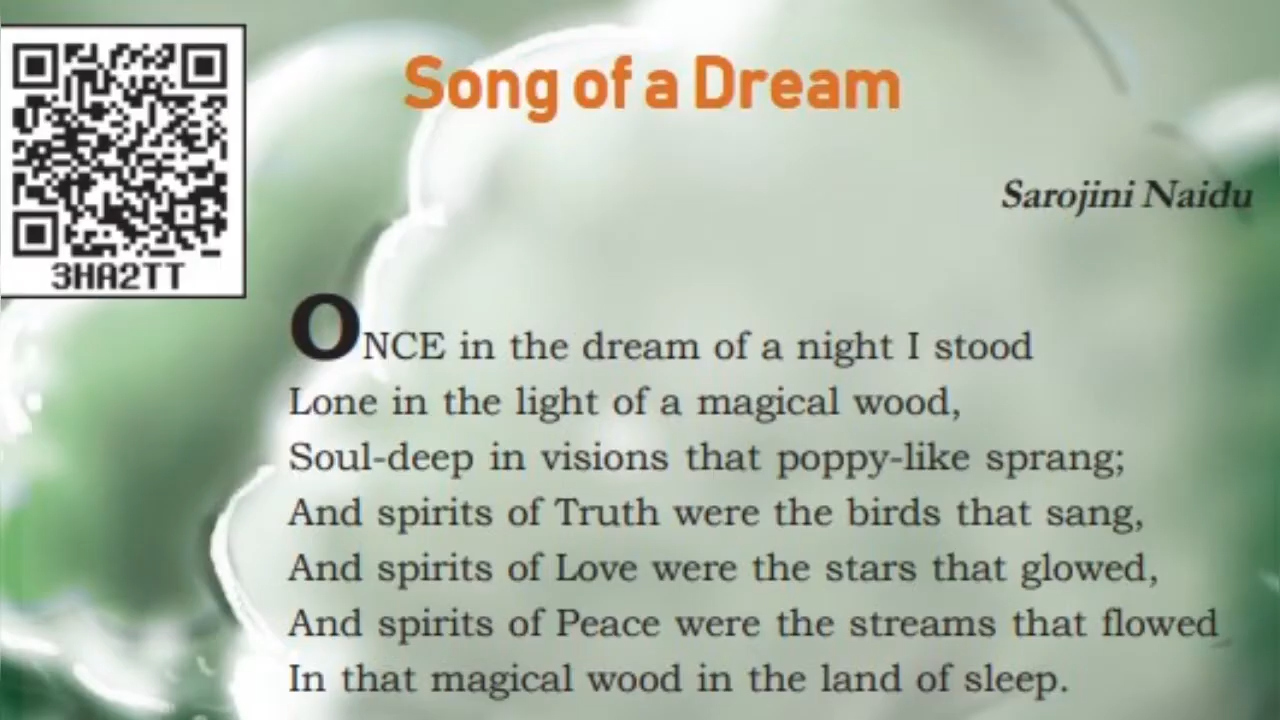 Song of a Dream
Sarojini Naidu
3HA2TT
ONCE in the dream of a night I stood
Lone in the light of a magical wood,
Soul-deep in visions that poppy-like sprang;
And spirits of Truth were the birds that sang,
And spirits of Love were the stars that glowed,
And spirits of Peace were the streams that flowed
In that magical wood in the land of sleep.